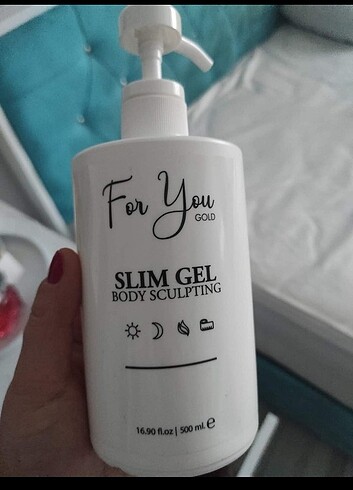 For You
GOLD
SLIM GEL
BODY SCULPTING
16.90 fl.oz | 500 ml. e